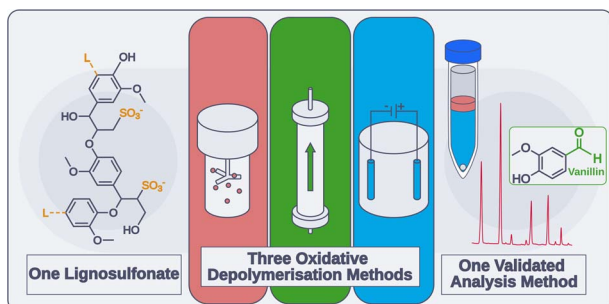 L
OH
O
HO
SO₃⁻
O
O
SO₃⁻
L
O
O
HO
One Lignosulfonate
- +
Three Oxidative
Depolymerisation Methods
O
O
H
HO
Vanillin
One Validated
Analysis Method